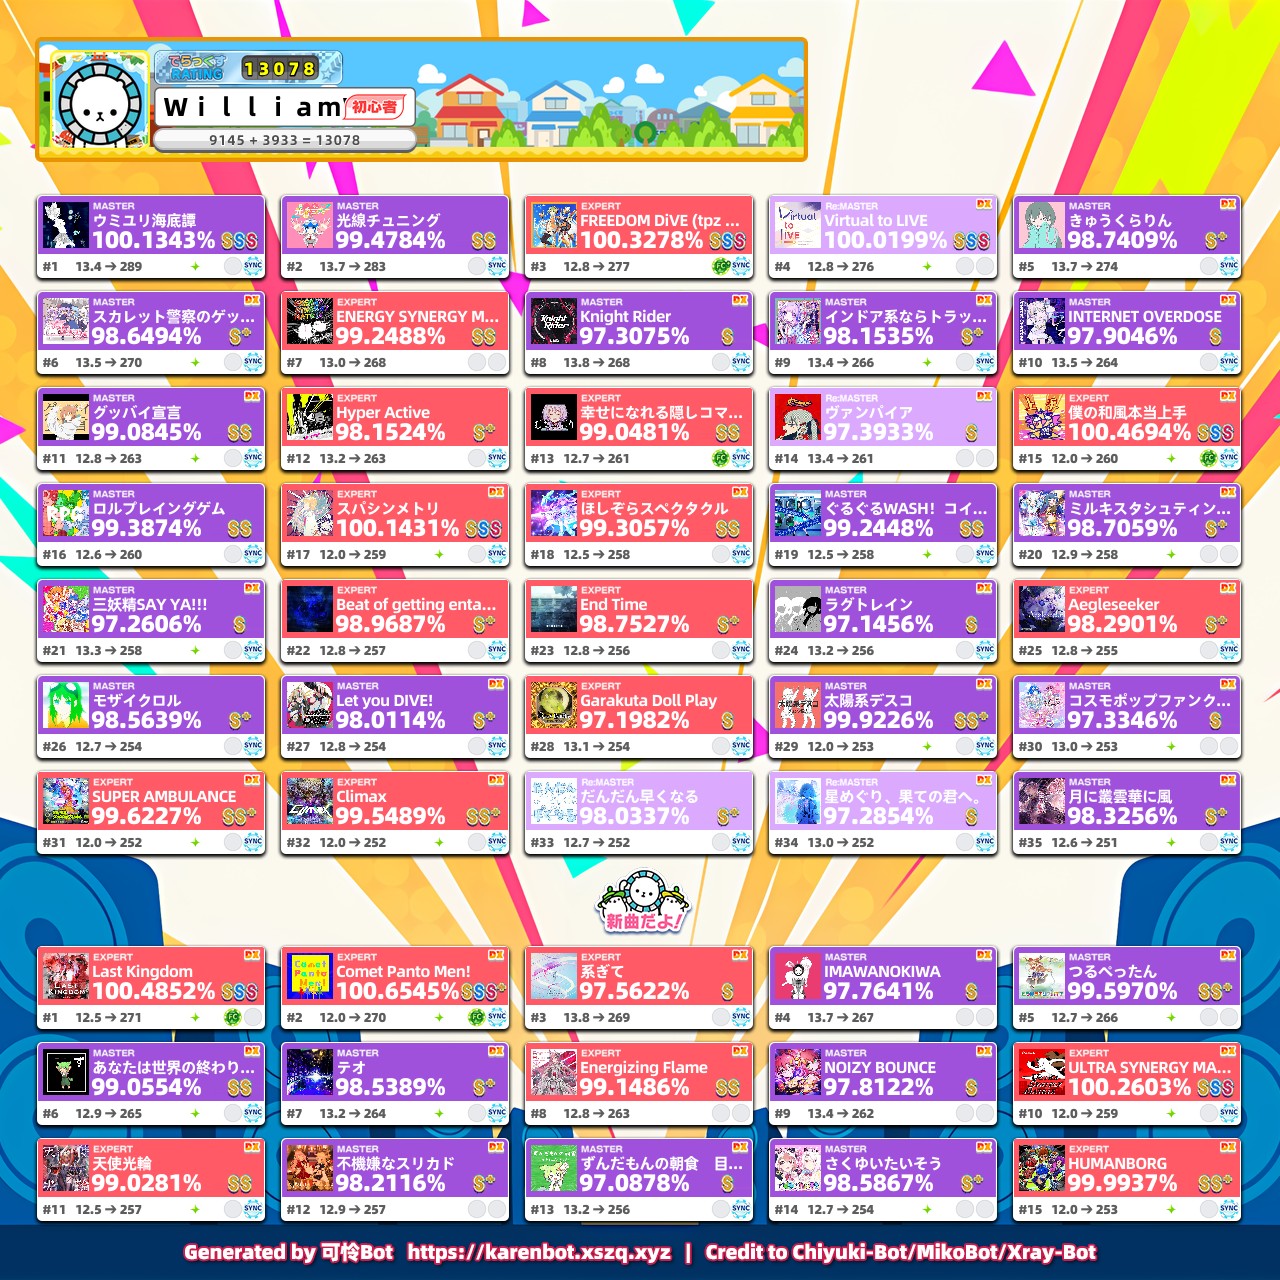 でらっくす
RATING 13078
William 初心者
9145 + 3933 = 13078
MASTER
ウミユリ海底譚
100.1343% SSS
#1 13.4→289 SYNC
MASTER
光線チューニング
99.4784% SS
#2 13.7→283 SYNC
EXPERT
FREEDOM DiVE (tpz ...
100.3278% SSS
#3 12.8→277 FC SYNC
Re:MASTER DX
Virtual to LIVE
100.0199% SSS
#4 12.8→276
MASTER DX
きゅうくらりん
98.7409% S+
#5 13.7→274 SYNC
MASTER DX
スカレット警察のゲッ...
98.6494% S+
#6 13.5→270 SYNC
EXPERT
ENERGY SYNERGY M...
99.2488% SS
#7 13.0→268
MASTER DX
Knight Rider
97.3075% S
#8 13.8→268 SYNC
MASTER DX
インドア系ならトラッ...
98.1535% S+
#9 13.4→266 SYNC
MASTER DX
INTERNET OVERDOSE
97.9046% S
#10 13.5→264 SYNC
MASTER DX
グッバイ宣言
99.0845% SS
#11 12.8→263 SYNC
EXPERT
Hyper Active
98.1524% S+
#12 13.2→263 SYNC
EXPERT
幸せになれる隠しコマ...
99.0481% SS
#13 12.7→261 FC SYNC
Re:MASTER
ヴァンパイア
97.3933% S
#14 13.4→261
EXPERT DX
僕の和風本当上手
100.4694% SSS
#15 12.0→260 FC SYNC
MASTER
ロルプレイングゲム
99.3874% SS
#16 12.6→260 SYNC
EXPERT DX
スパシンメトリ
100.1431% SSS
#17 12.0→259 SYNC
EXPERT DX
ほしぞらスペクタクル
99.3057% SS
#18 12.5→258 SYNC
MASTER DX
ぐるぐるWASH！コイ...
99.2448% SS
#19 12.5→258 SYNC
MASTER DX
ミルキスタシュティン...
98.7059% S+
#20 12.9→258
MASTER DX
三妖精SAY YA!!!
97.2606% S
#21 13.3→258 SYNC
EXPERT
Beat of getting enta...
98.9687% S+
#22 12.8→257 SYNC
EXPERT
End Time
98.7527% S+
#23 12.8→256 SYNC
MASTER DX
ラグトレイン
97.1456% S
#24 13.2→256 SYNC
EXPERT DX
Aegleseeker
98.2901% S+
#25 12.8→255 SYNC
MASTER
モザイクロル
98.5639% S+
#26 12.7→254 SYNC
MASTER DX
Let you DIVE!
98.0114% S+
#27 12.8→254 SYNC
EXPERT
Garakuta Doll Play
97.1982% S
#28 13.1→254 SYNC
MASTER DX
太陽系デスコ
99.9226% SS+
#29 12.0→253 SYNC
MASTER DX
コスモポップファンク...
97.3346% S
#30 13.0→253
EXPERT DX
SUPER AMBULANCE
99.6227% SS+
#31 12.0→252 SYNC
EXPERT DX
Climax
99.5489% SS+
#32 12.0→252 SYNC
Re:MASTER
だんだん早くなる
98.0337% S+
#33 12.7→252 SYNC
Re:MASTER DX
星めぐり、果ての君へ。
97.2854% S
#34 13.0→252 SYNC
MASTER
月に叢雲華に風
98.3256% S+
#35 12.6→251 SYNC
新曲だよ!
EXPERT DX
Last Kingdom
100.4852% SSS
#1 12.5→271 FC
EXPERT DX
Comet Panto Men!
100.6545% SSS+
#2 12.0→270 FC SYNC
EXPERT DX
系ぎて
97.5622% S
#3 13.8→269 SYNC
MASTER DX
IMAWANOKIWA
97.7641% S
#4 13.7→267
MASTER DX
つるぺったん
99.5970% SS+
#5 12.7→266
MASTER DX
あなたは世界の終わり...
99.0554% SS
#6 12.9→265 SYNC
MASTER DX
テオ
98.5389% S+
#7 13.2→264 SYNC
EXPERT DX
Energizing Flame
99.1486% SS
#8 12.8→263
MASTER DX
NOIZY BOUNCE
97.8122% S
#9 13.4→262
EXPERT DX
ULTRA SYNERGY MA...
100.2603% SSS
#10 12.0→259 SYNC
EXPERT DX
天使光輪
99.0281% SS
#11 12.5→257 SYNC
MASTER DX
不機嫌なスリカド
98.2116% S+
#12 12.9→257
MASTER DX
ずんだもんの朝食　目...
97.0878% S
#13 13.2→256 SYNC
MASTER DX
さくゆいたいそう
98.5867% S+
#14 12.7→254 SYNC
EXPERT DX
HUMANBORG
99.9937% SS+
#15 12.0→253 SYNC
Generated by 可怜Bot https://karenbot.xszq.xyz | Credit to Chiyuki-Bot/MikoBot/Xray-Bot